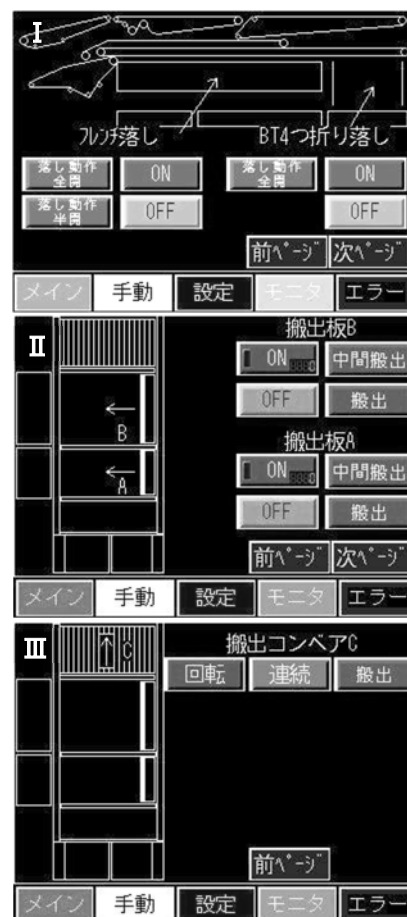 I
フレンチ落し
BT4つ折り落し
落し動作
全開
ON
落し動作
全開
ON
落し動作
半開
OFF
OFF
前ページ 次ページ
メイン 手動 設定 モニタ エラー
II
搬出板B
ON 中間搬出
B
OFF 搬出
搬出板A
A
ON 中間搬出
OFF 搬出
前ページ 次ページ
メイン 手動 設定 モニタ エラー
III
C
搬出コンベアC
回転 連続 搬出
前ページ
メイン 手動 設定 モニタ エラー